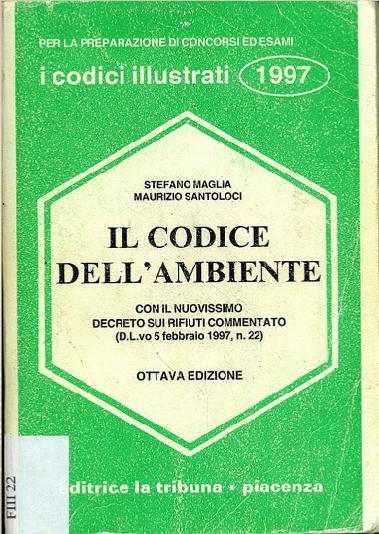 PER LA PREPARAZIONE DI CONCORSI ED ESAMI
i codici illustrati 1997
STEFANO MAGLIA
MAURIZIO SANTOLOCI
IL CODICE
DELL'AMBIENTE
CON IL NUOVISSIMO
DECRETO SUI RIFIUTI COMMENTATO
(D.L.vo 5 febbraio 1997, n. 22)
OTTAVA EDIZIONE
editrice la tribuna • piacenza
FIII 22